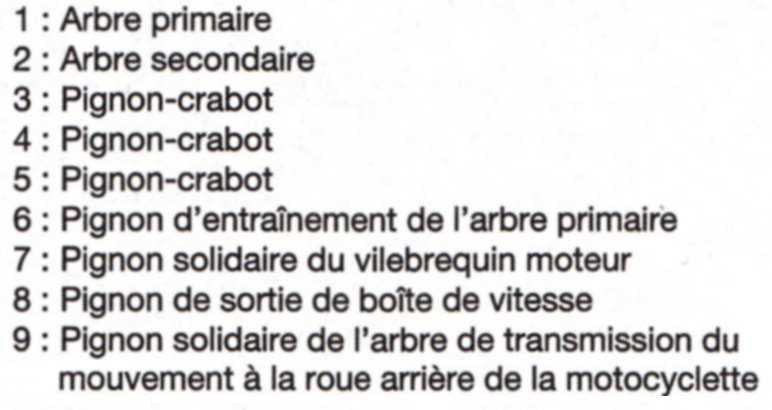 1 : Arbre primaire
2 : Arbre secondaire
3 : Pignon-crabot
4 : Pignon-crabot
5 : Pignon-crabot
6 : Pignon d'entraînement de l'arbre primaire
7 : Pignon solidaire du vilebrequin moteur
8 : Pignon de sortie de boîte de vitesse
9 : Pignon solidaire de l'arbre de transmission du
mouvement à la roue arrière de la motocyclette